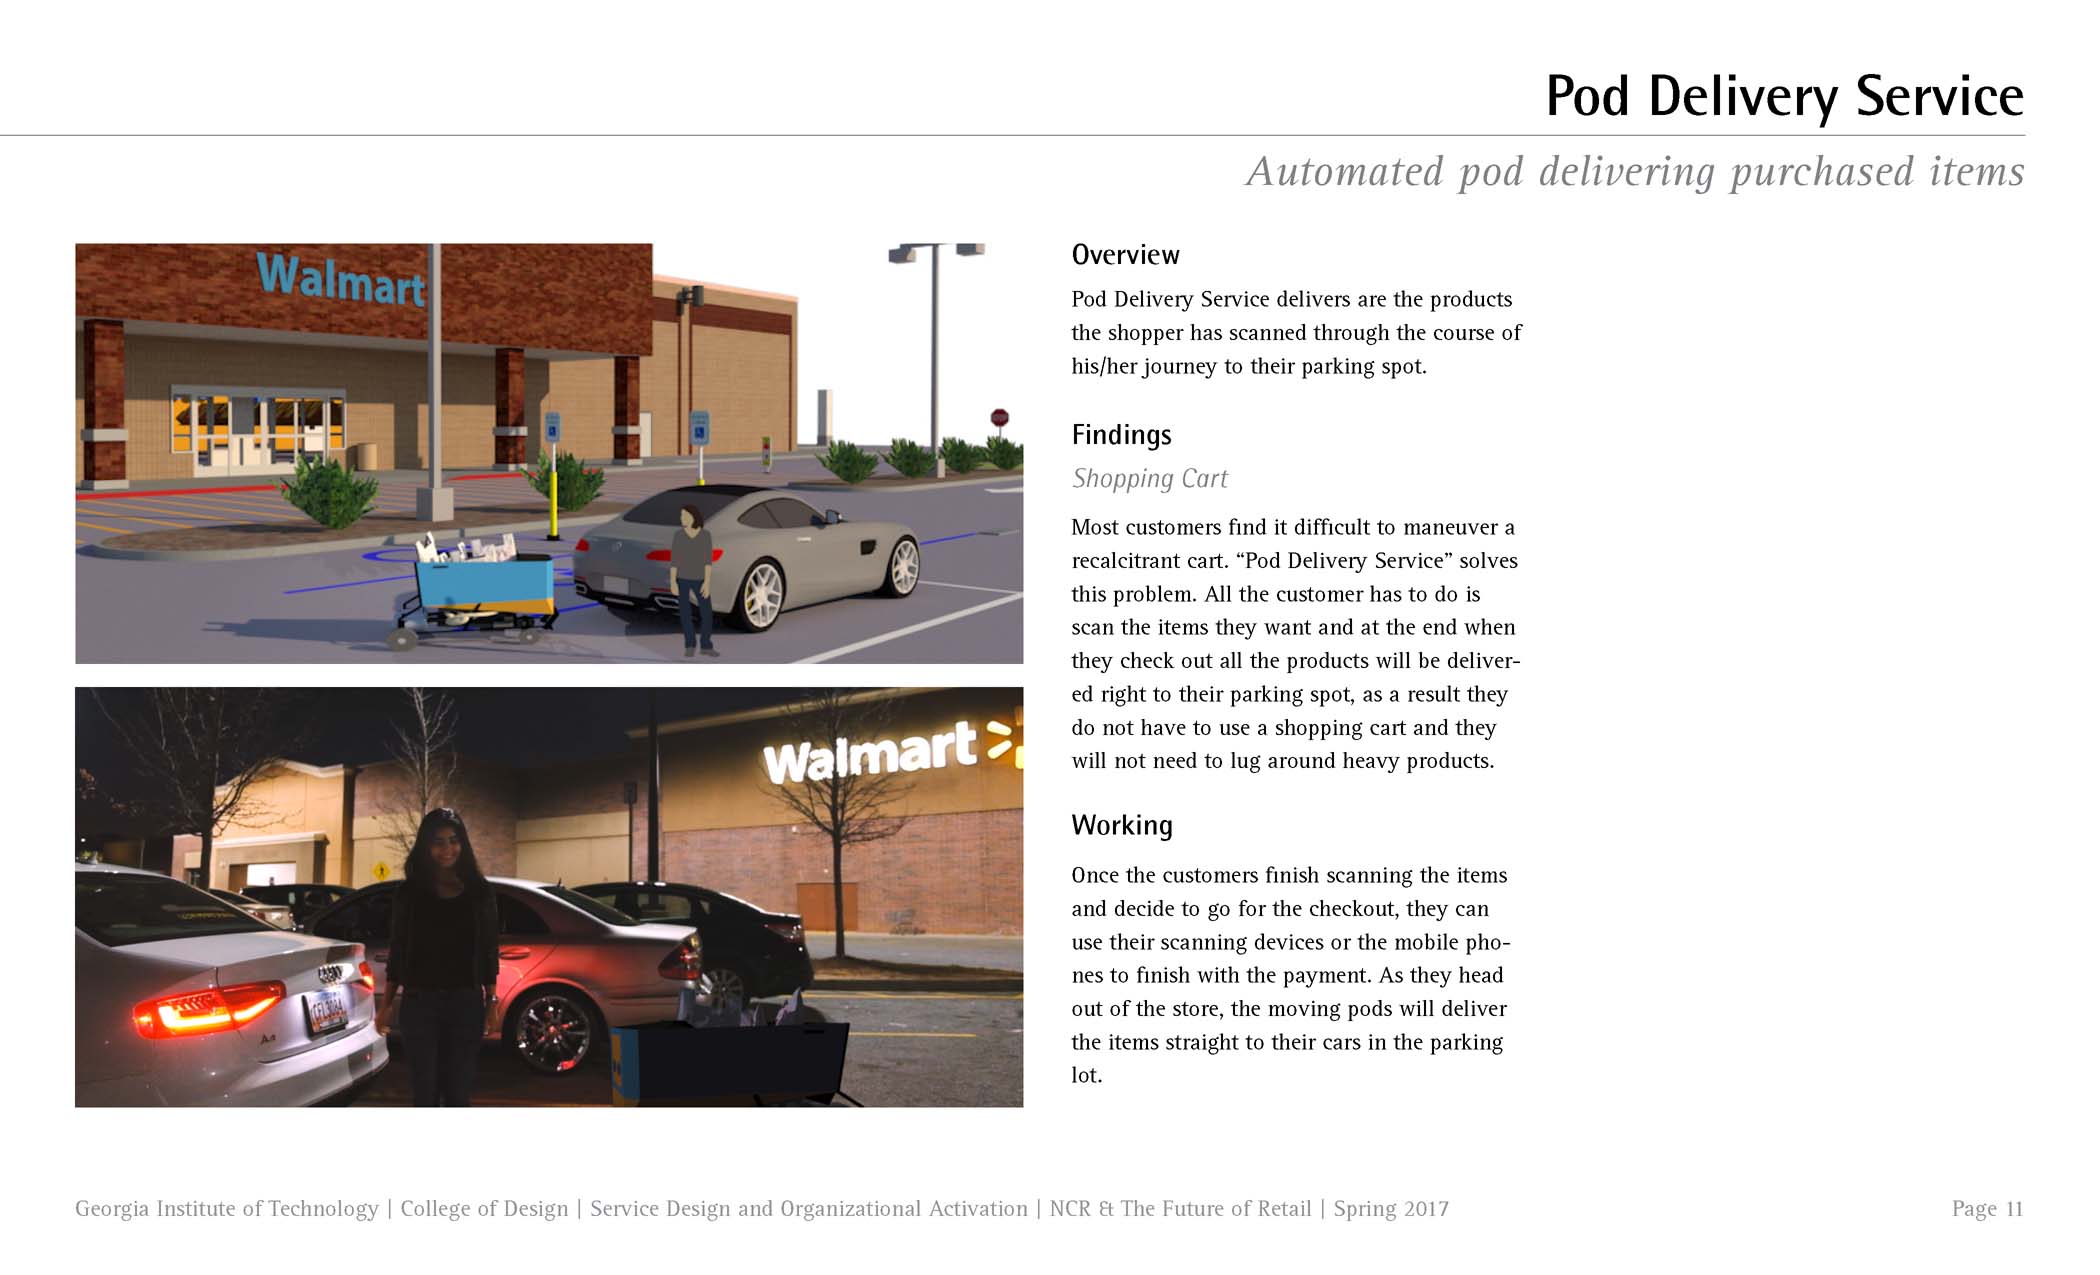 Pod Delivery Service
Automated pod delivering purchased items
Walmart
Walmart
Overview
Pod Delivery Service delivers are the products
the shopper has scanned through the course of
his/her journey to their parking spot.
Findings
Shopping Cart
Most customers find it difficult to maneuver a
recalcitrant cart. “Pod Delivery Service” solves
this problem. All the customer has to do is
scan the items they want and at the end when
they check out all the products will be deliver-
ed right to their parking spot, as a result they
do not have to use a shopping cart and they
will not need to lug around heavy products.
Working
Once the customers finish scanning the items
and decide to go for the checkout, they can
use their scanning devices or the mobile pho-
nes to finish with the payment. As they head
out of the store, the moving pods will deliver
the items straight to their cars in the parking
lot.
Georgia Institute of Technology | College of Design | Service Design and Organizational Activation | NCR & The Future of Retail | Spring 2017
Page 11